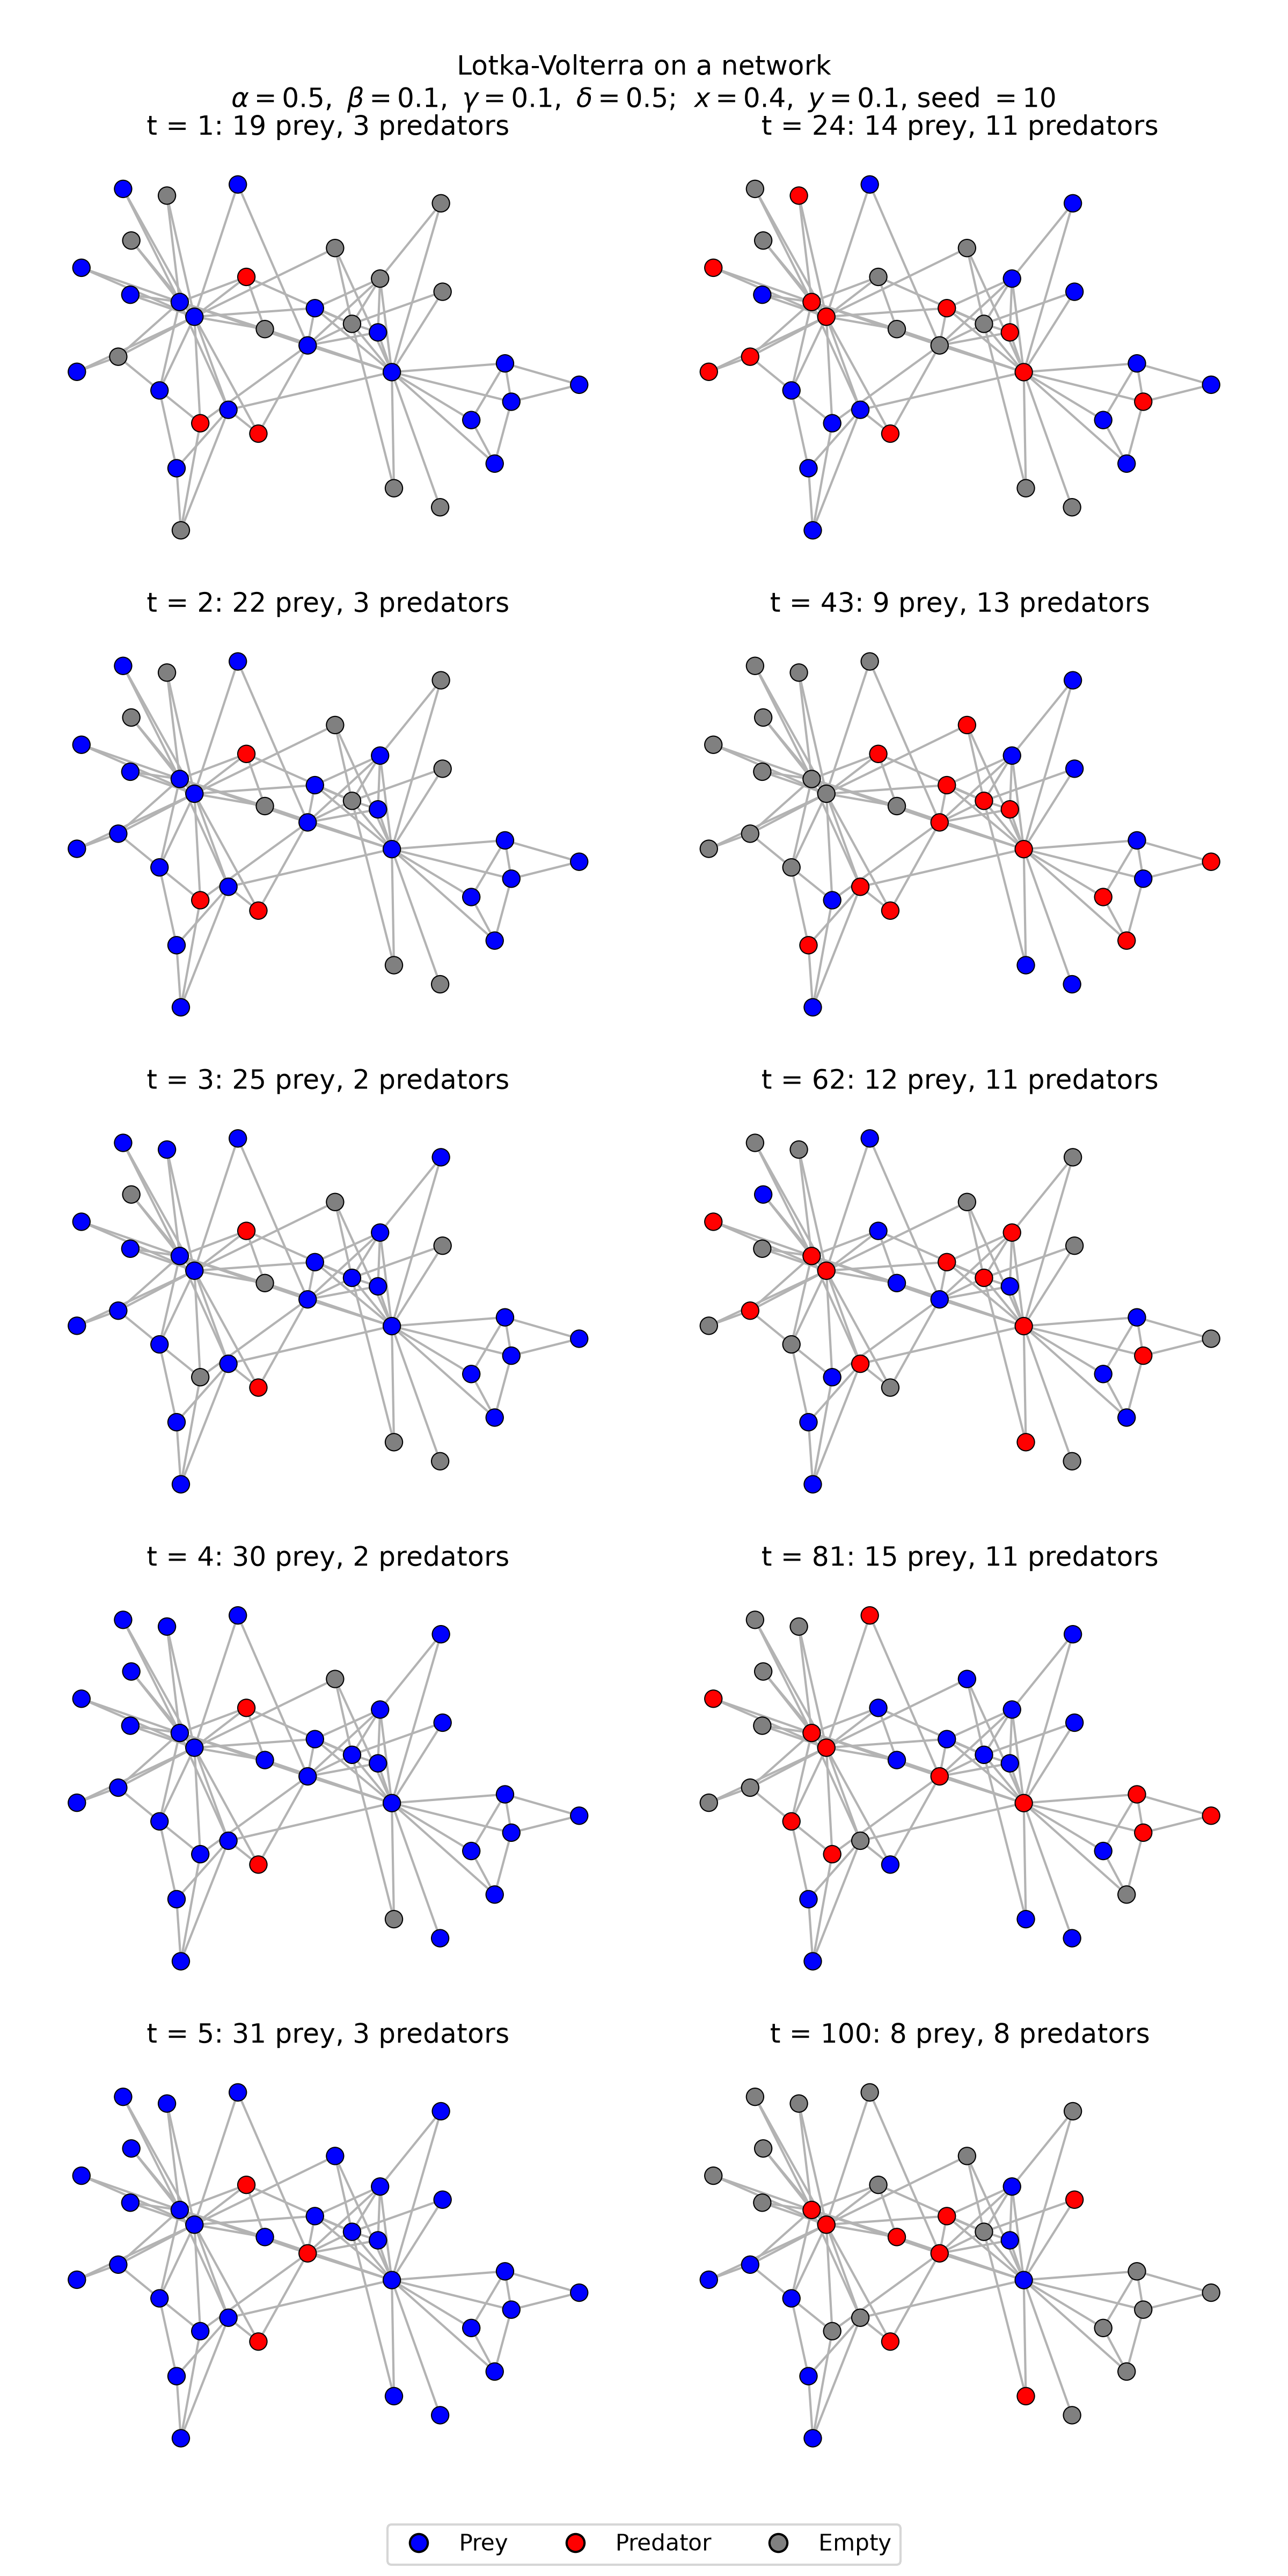 Lotka-Volterra on a network
α = 0.5, β = 0.1, γ = 0.1, δ = 0.5; x = 0.4, y = 0.1, seed = 10
t = 1: 19 prey, 3 predators
t = 24: 14 prey, 11 predators
t = 2: 22 prey, 3 predators
t = 43: 9 prey, 13 predators
t = 3: 25 prey, 2 predators
t = 62: 12 prey, 11 predators
t = 4: 30 prey, 2 predators
t = 81: 15 prey, 11 predators
t = 5: 31 prey, 3 predators
t = 100: 8 prey, 8 predators
Prey Predator Empty